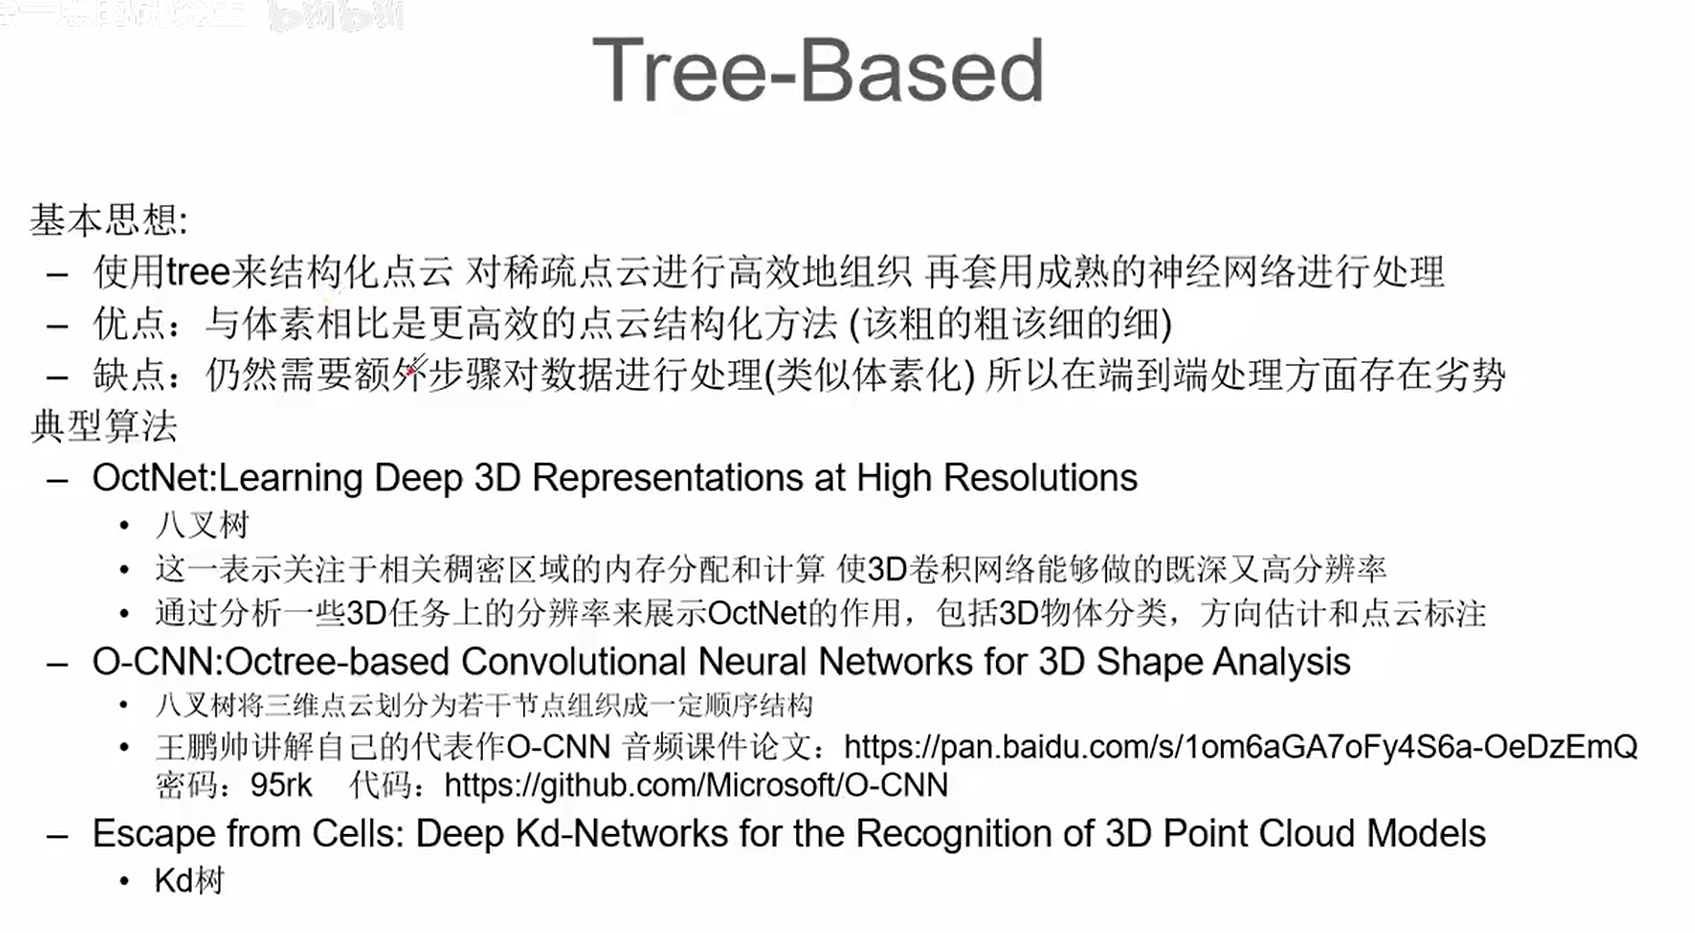 一点的研究生 bilibili
Tree-Based
基本思想:
– 使用tree来结构化点云 对稀疏点云进行高效地组织 再套用成熟的神经网络进行处理
– 优点：与体素相比是更高效的点云结构化方法 (该粗的粗该细的细)
– 缺点：仍然需要额外步骤对数据进行处理(类似体素化) 所以在端到端处理方面存在劣势
典型算法
– OctNet:Learning Deep 3D Representations at High Resolutions
• 八叉树
• 这一表示关注于相关稠密区域的内存分配和计算 使3D卷积网络能够做的既深又高分辨率
• 通过分析一些3D任务上的分辨率来展示OctNet的作用，包括3D物体分类，方向估计和点云标注
– O-CNN:Octree-based Convolutional Neural Networks for 3D Shape Analysis
• 八叉树将三维点云划分为若干节点组织成一定顺序结构
• 王鹏帅讲解自己的代表作O-CNN 音频课件论文：https://pan.baidu.com/s/1om6aGA7oFy4S6a-OeDzEmQ
密码：95rk 代码：https://github.com/Microsoft/O-CNN
– Escape from Cells: Deep Kd-Networks for the Recognition of 3D Point Cloud Models
• Kd树